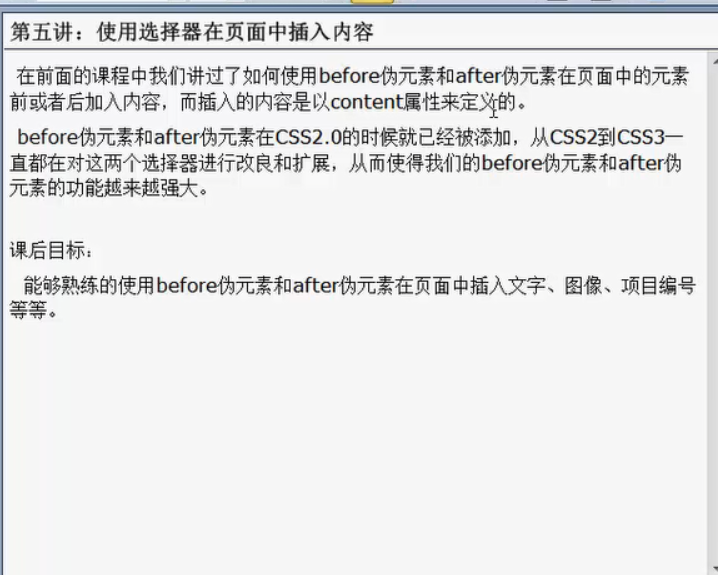 第五讲：使用选择器在页面中插入内容
在前面的课程中我们讲过了如何使用before伪元素和after伪元素在页面中的元素
前或者后加入内容，而插入的内容是以content属性来定义的。
before伪元素和after伪元素在CSS2.0的时候就已经被添加，从CSS2到CSS3一
直都在对这两个选择器进行改良和扩展，从而使得我们的before伪元素和after伪
元素的功能越来越强大。
课后目标：
能够熟练的使用before伪元素和after伪元素在页面中插入文字、图像、项目编号
等等。